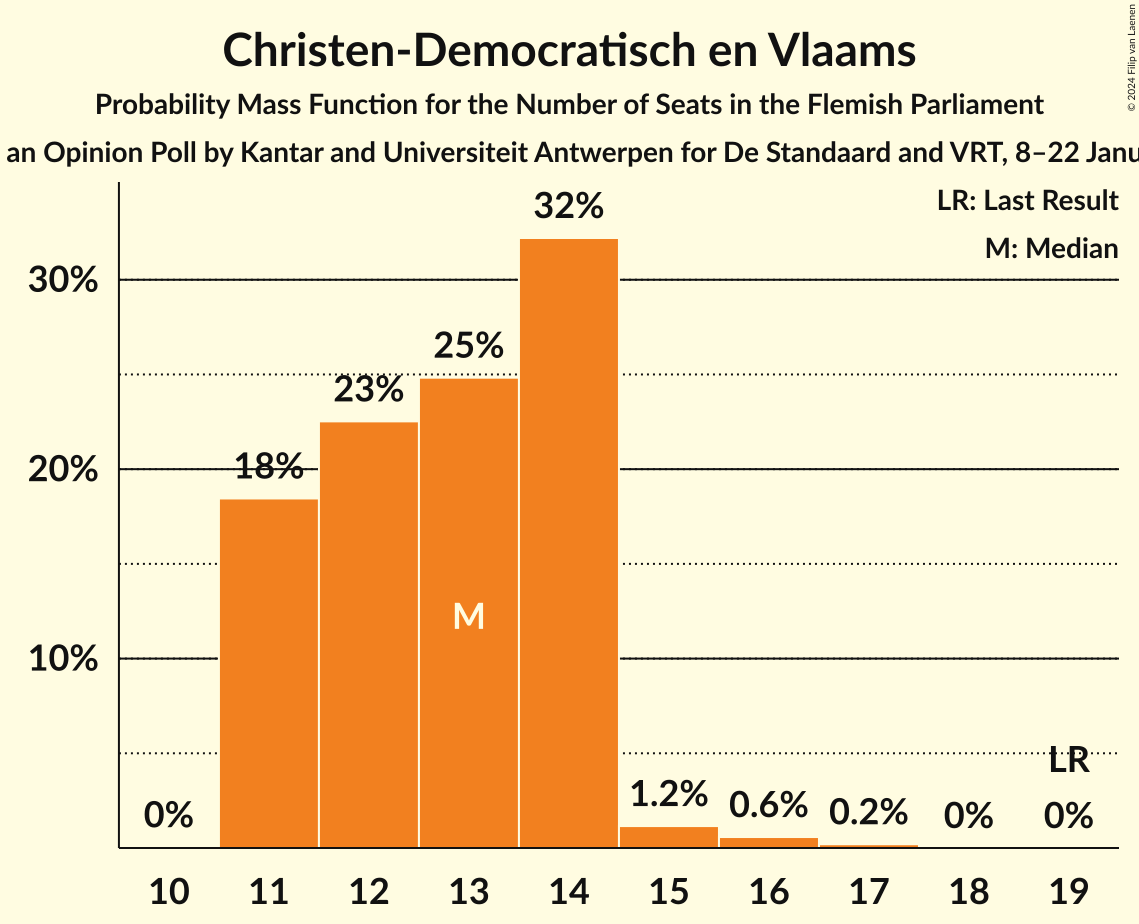 Christen-Democratisch en Vlaams
Probability Mass Function for the Number of Seats in the Flemish Parliament
an Opinion Poll by Kantar and Universiteit Antwerpen for De Standaard and VRT, 8–22
© 2024 Filip van Laenen
LR: Last Result
M: Median
30%
20%
10%
0%
18%
23%
25%
32%
1.2%
0.6%
0.2%
0%
0%
LR
M
10 11 12 13 14 15 16 17 18 19